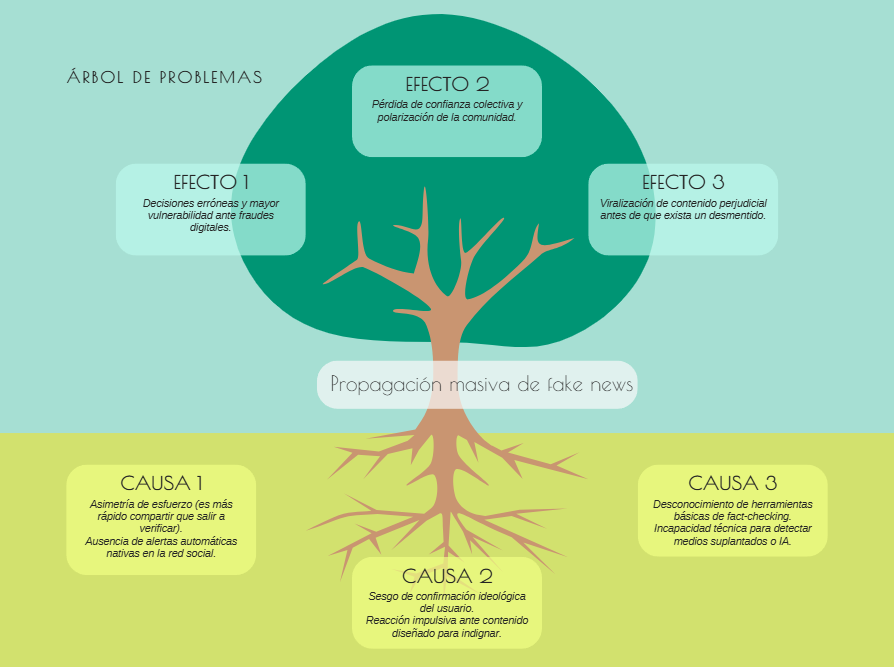 ÁRBOL DE PROBLEMAS
EFECTO 2
Pérdida de confianza colectiva y
polarización de la comunidad.
EFECTO 1
Decisiones erróneas y mayor
vulnerabilidad ante fraudes
digitales.
EFECTO 3
Viralización de contenido perjudicial
antes de que exista un desmentido.
Propagación masiva de fake news
CAUSA 1
Asimetría de esfuerzo (es más
rápido compartir que salir a
verificar).
Ausencia de alertas automáticas
nativas en la red social.
CAUSA 2
Sesgo de confirmación ideológica
del usuario.
Reacción impulsiva ante contenido
diseñado para indignar.
CAUSA 3
Desconocimiento de herramientas
básicas de fact-checking.
Incapacidad técnica para detectar
medios suplantados o IA.